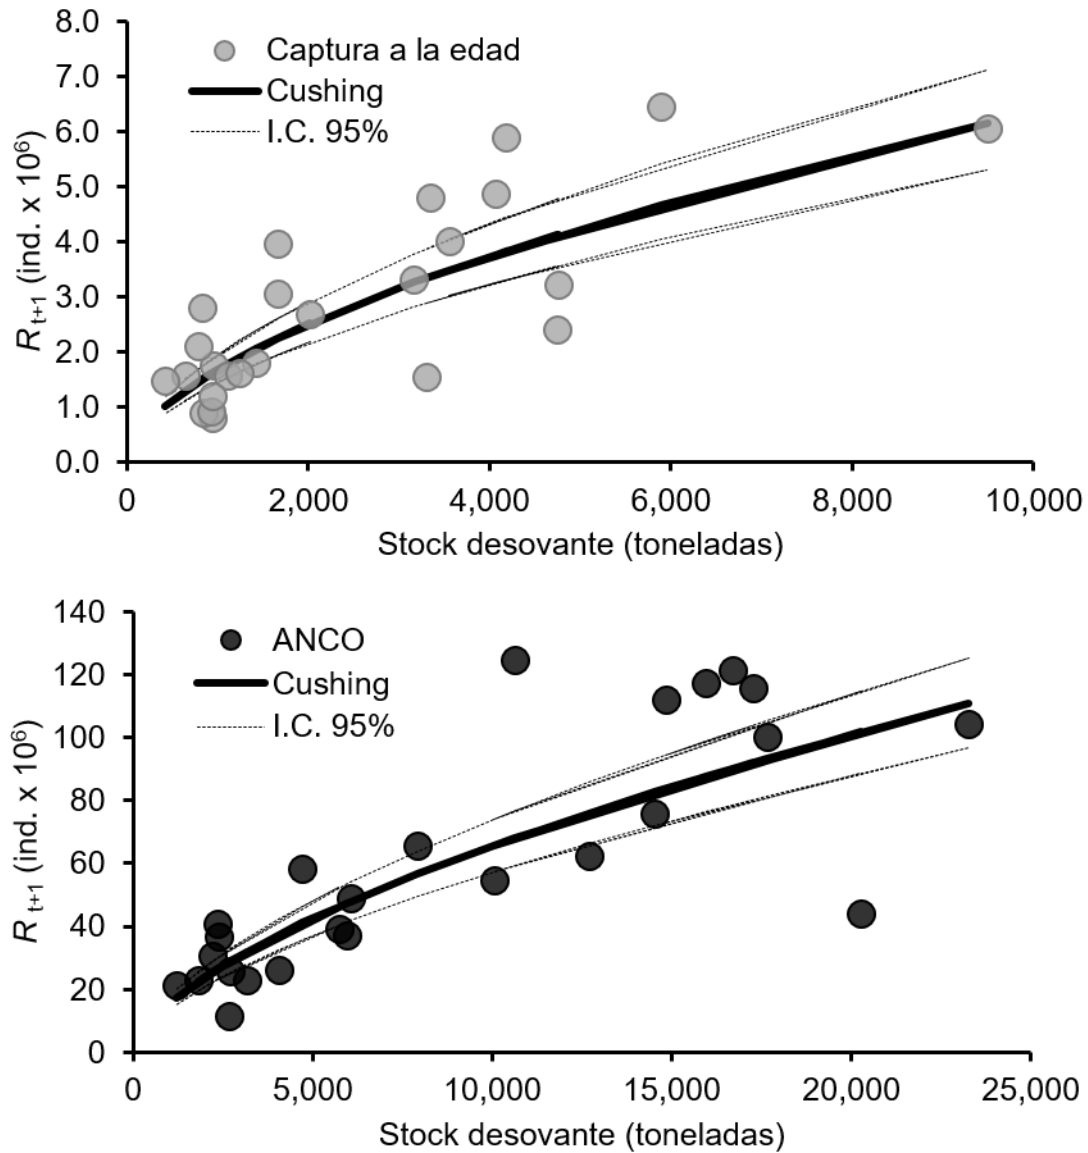 8.0
7.0
6.0
5.0
4.0
3.0
2.0
1.0
0.0
R t+1 (ind. x 10⁶)
Captura a la edad
Cushing
I.C. 95%
0 2,000 4,000 6,000 8,000 10,000
Stock desovante (toneladas)
140
120
100
80
60
40
20
0
R t+1 (ind. x 10⁶)
ANCO
Cushing
I.C. 95%
0 5,000 10,000 15,000 20,000 25,000
Stock desovante (toneladas)